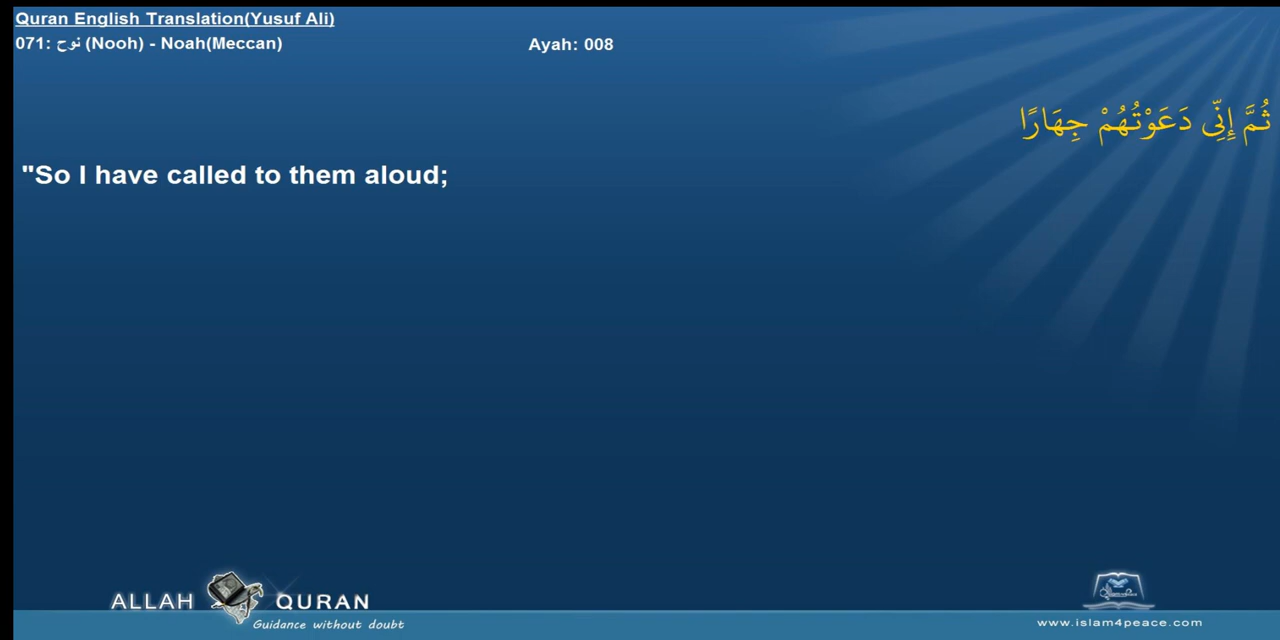 Quran English Translation(Yusuf Ali)
071: نوح (Nooh) - Noah(Meccan)
Ayah: 008
ثُمَّ إِنِّى دَعَوْتُهُمْ جِهَارًا
"So I have called to them aloud;
ALLAH QURAN
Guidance without doubt
www.islam4peace.com